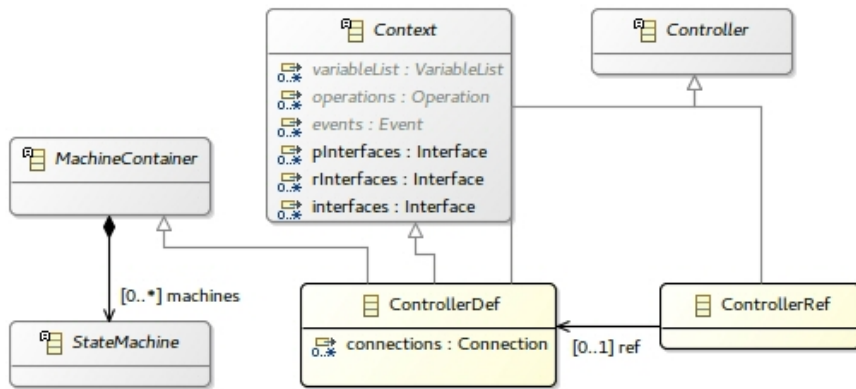 Context
Controller
0..* variableList : VariableList
0..* operations : Operation
0..* events : Event
0..* pInterfaces : Interface
0..* rInterfaces : Interface
0..* interfaces : Interface
MachineContainer
[0..*] machines
StateMachine
ControllerDef
0..* connections : Connection
[0..1] ref
ControllerRef